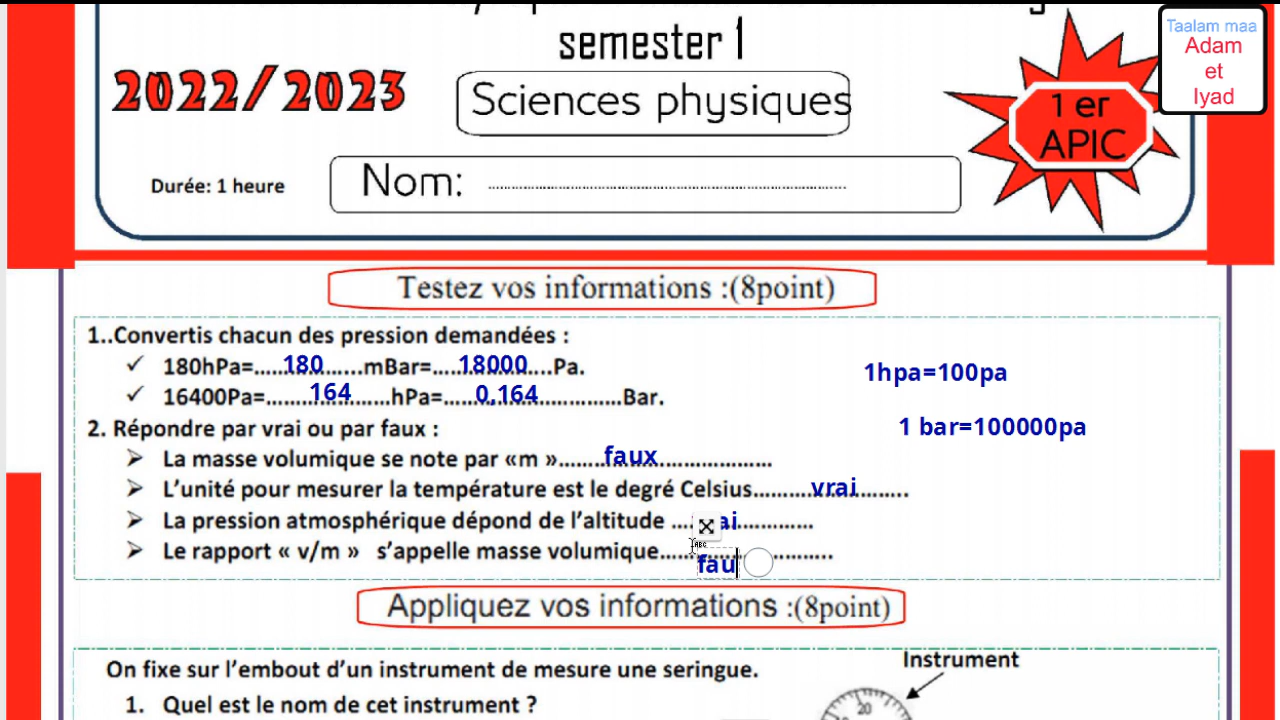 semester 1
Taalam maa
Adam
et
Iyad
2022/2023
Sciences physiques
1 er
APIC
Durée: 1 heure
Nom: ........................................
Testez vos informations :(8point)
1..Convertis chacun des pression demandées :
✓ 180hPa=.....180.......mBar=.....18000.....Pa.
1hpa=100pa
✓ 16400Pa=........164.......hPa=......0,164...............Bar.
2. Répondre par vrai ou par faux :
1 bar=100000pa
➢ La masse volumique se note par «m »........faux....................
➢ L'unité pour mesurer la température est le degré Celsius..........vrai.........
➢ La pression atmosphérique dépond de l'altitude ....ai.............
➢ Le rapport « v/m » s'appelle masse volumique.............................
fau
Appliquez vos informations :(8point)
On fixe sur l'embout d'un instrument de mesure une seringue.
Instrument
1. Quel est le nom de cet instrument ?
20